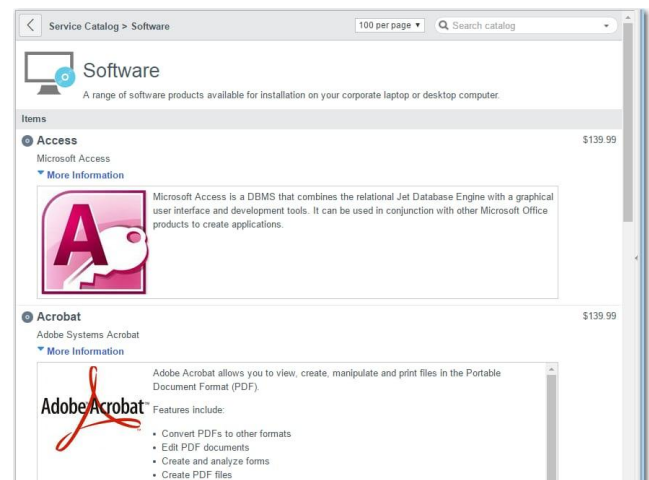 Service Catalog > Software
100 per page ▼
Search catalog
Software
A range of software products available for installation on your corporate laptop or desktop computer.
Items
Access
$139.99
Microsoft Access
More Information
A
Microsoft Access is a DBMS that combines the relational Jet Database Engine with a graphical
user interface and development tools. It can be used in conjunction with other Microsoft Office
products to create applications.
Acrobat
$139.99
Adobe Systems Acrobat
More Information
Adobe Acrobat™
Adobe Acrobat allows you to view, create, manipulate and print files in the Portable
Document Format (PDF).
Features include:
• Convert PDFs to other formats
• Edit PDF documents
• Create and analyze forms
• Create PDF files